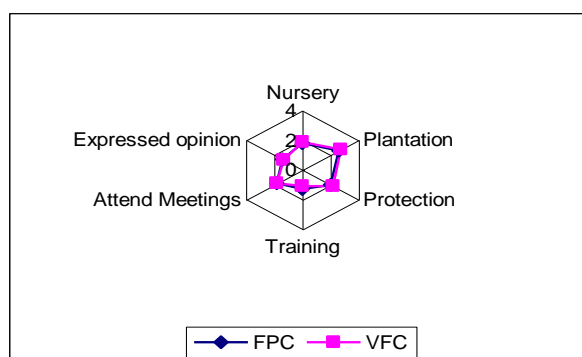 Nursery
4
Expressed opinion
2
Plantation
0
Attend Meetings
Protection
Training
FPC
VFC